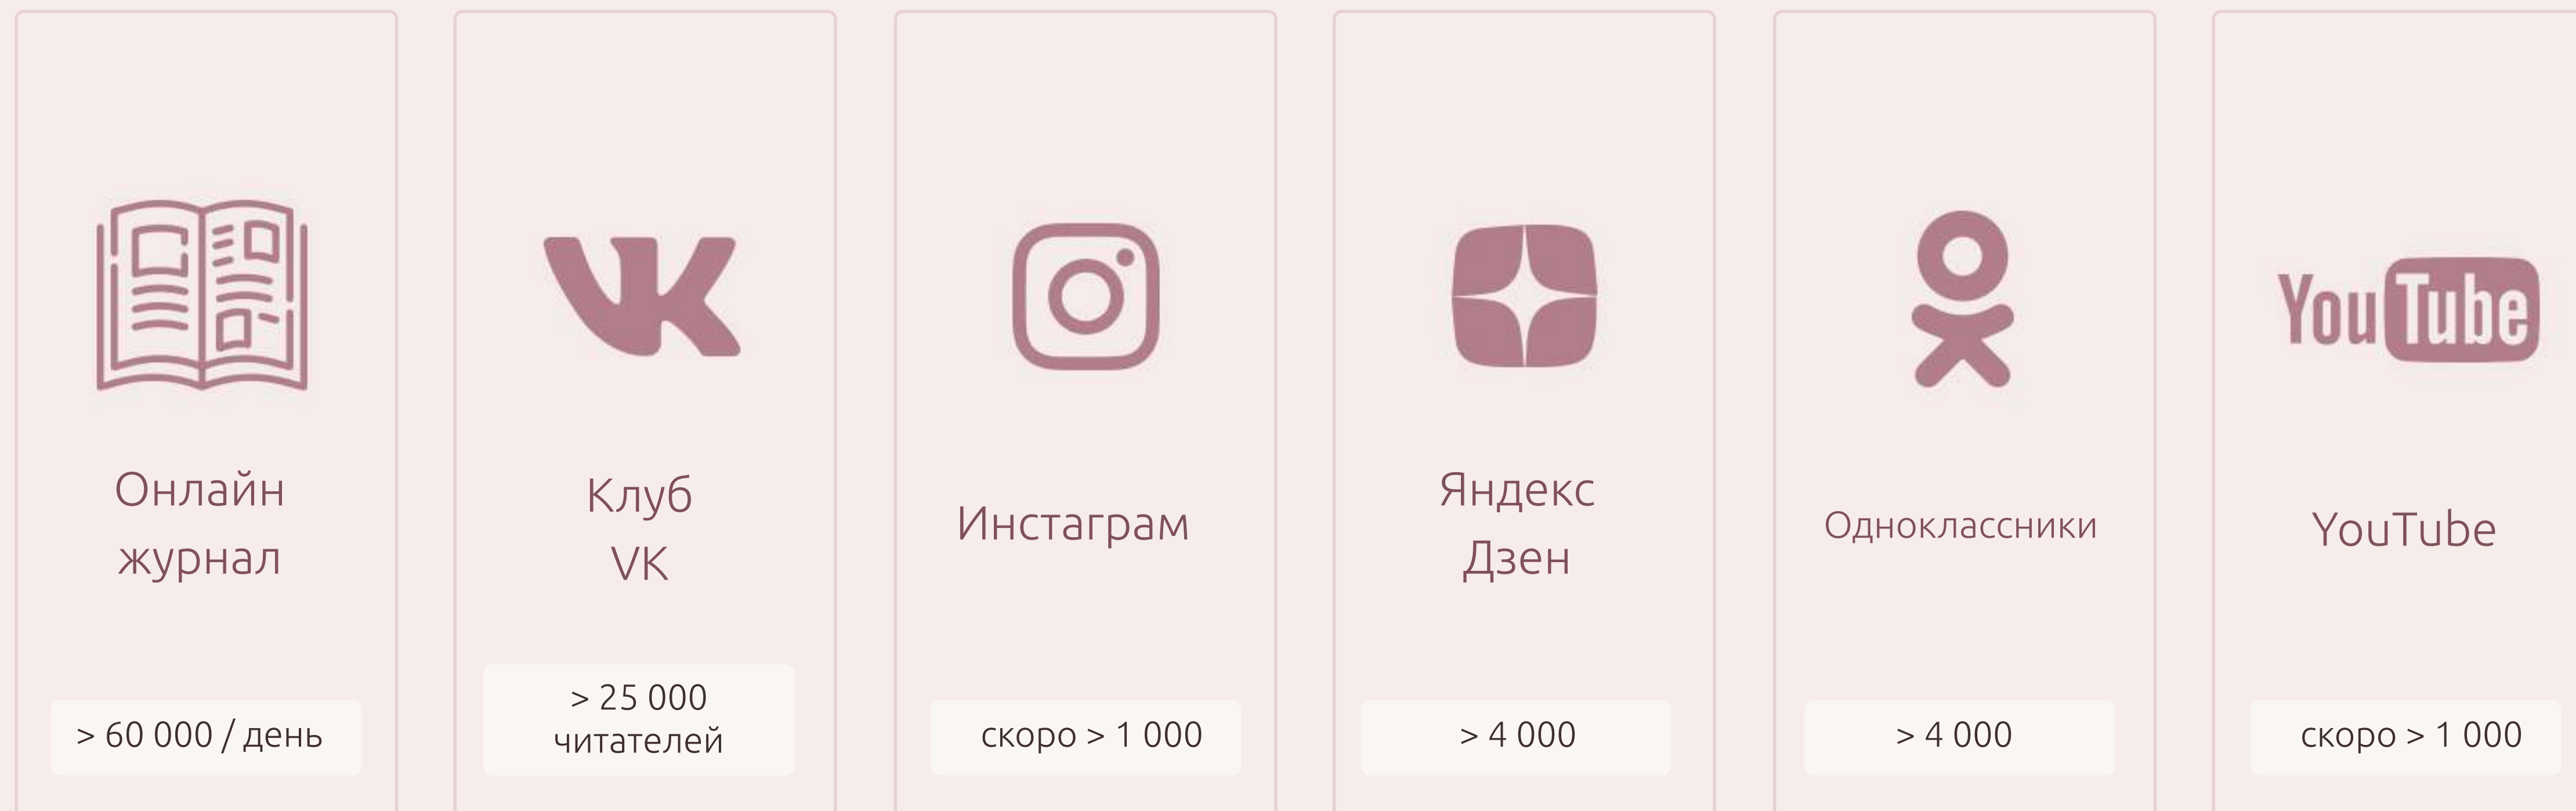 Онлайн
журнал
> 60 000 / день
VK
Клуб
VK
> 25 000
читателей
Инстаграм
скоро > 1 000
Яндекс
Дзен
> 4 000
Одноклассники
> 4 000
YouTube
YouTube
скоро > 1 000